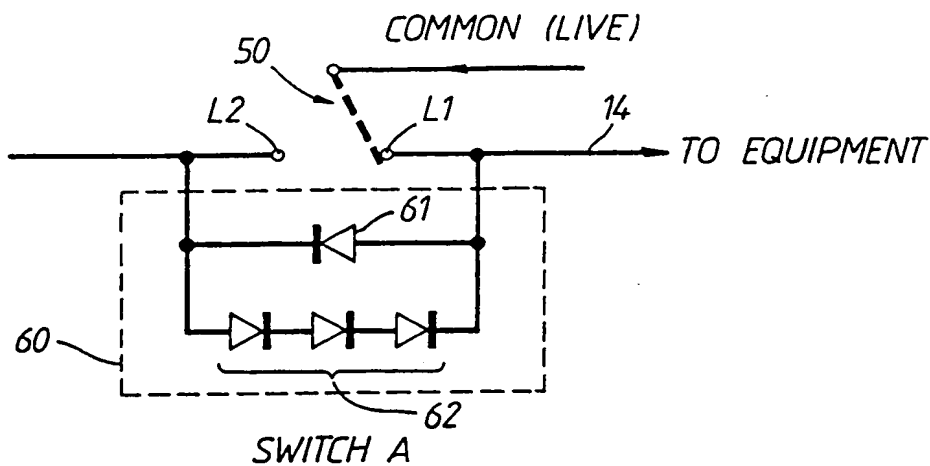 COMMON (LIVE)
50
L2
L1
14
TO EQUIPMENT
61
60
62
SWITCH A